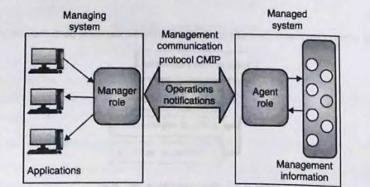 Managing
system
Management
communication
protocol CMIP
Managed
system
Manager
role
Operations
notifications
Agent
role
Applications
Management
information